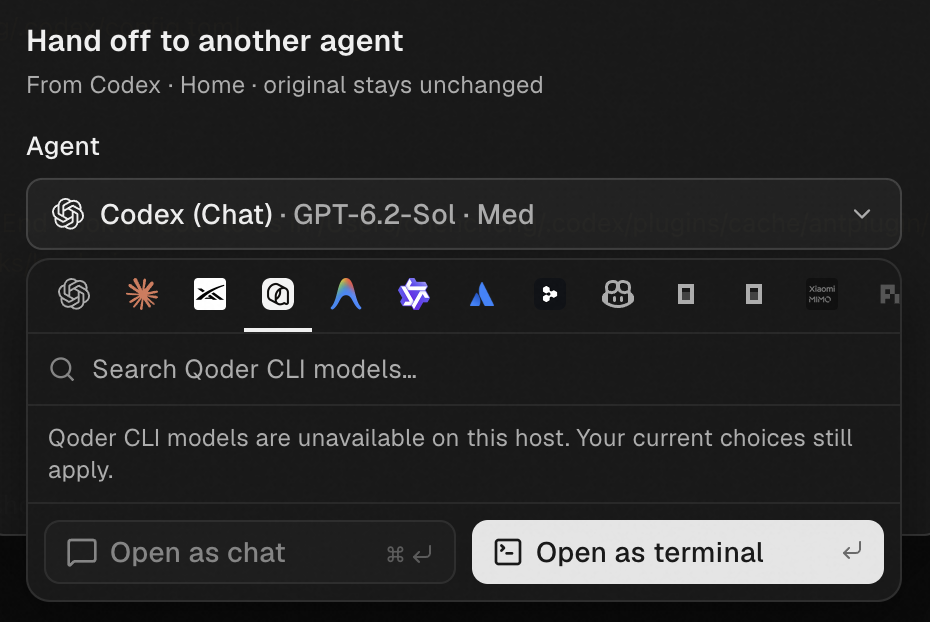 Hand off to another agent
From Codex · Home · original stays unchanged
Agent
Codex (Chat) · GPT-6.2-Sol · Med
Xiaomi
MIMO
Search Qoder CLI models...
Qoder CLI models are unavailable on this host. Your current choices still
apply.
Open as chat ⌘ ↵
Open as terminal ↵